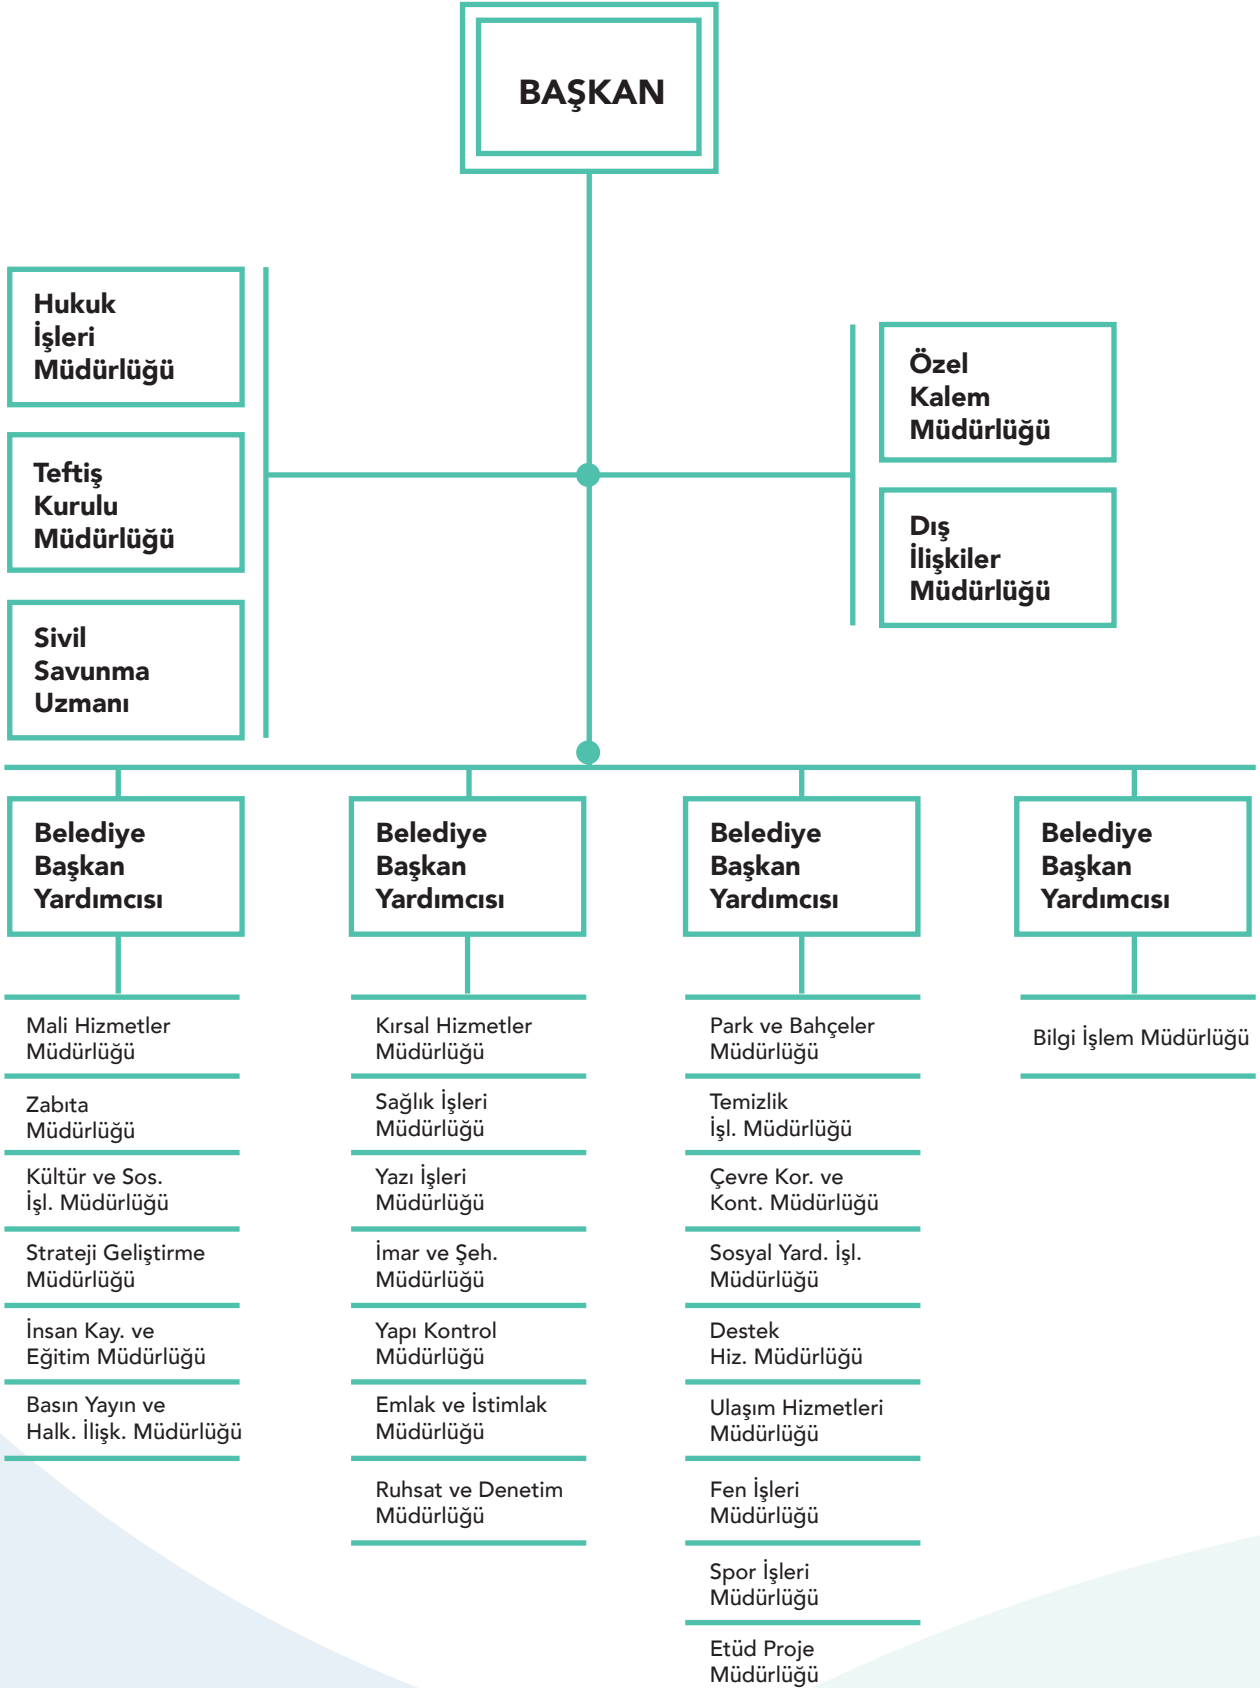 BAŞKAN
Hukuk
İşleri
Müdürlüğü
Teftiş
Kurulu
Müdürlüğü
Sivil
Savunma
Uzmanı
Özel
Kalem
Müdürlüğü
Dış
İlişkiler
Müdürlüğü
Belediye
Başkan
Yardımcısı
Mali Hizmetler
Müdürlüğü
Zabıta
Müdürlüğü
Kültür ve Sos.
İşl. Müdürlüğü
Strateji Geliştirme
Müdürlüğü
İnsan Kay. ve
Eğitim Müdürlüğü
Basın Yayın ve
Halk. İlişk. Müdürlüğü
Belediye
Başkan
Yardımcısı
Kırsal Hizmetler
Müdürlüğü
Sağlık İşleri
Müdürlüğü
Yazı İşleri
Müdürlüğü
İmar ve Şeh.
Müdürlüğü
Yapı Kontrol
Müdürlüğü
Emlak ve İstimlak
Müdürlüğü
Ruhsat ve Denetim
Müdürlüğü
Belediye
Başkan
Yardımcısı
Park ve Bahçeler
Müdürlüğü
Temizlik
İşl. Müdürlüğü
Çevre Kor. ve
Kont. Müdürlüğü
Sosyal Yard. İşl.
Müdürlüğü
Destek
Hiz. Müdürlüğü
Ulaşım Hizmetleri
Müdürlüğü
Fen İşleri
Müdürlüğü
Spor İşleri
Müdürlüğü
Etüd Proje
Müdürlüğü
Belediye
Başkan
Yardımcısı
Bilgi İşlem Müdürlüğü